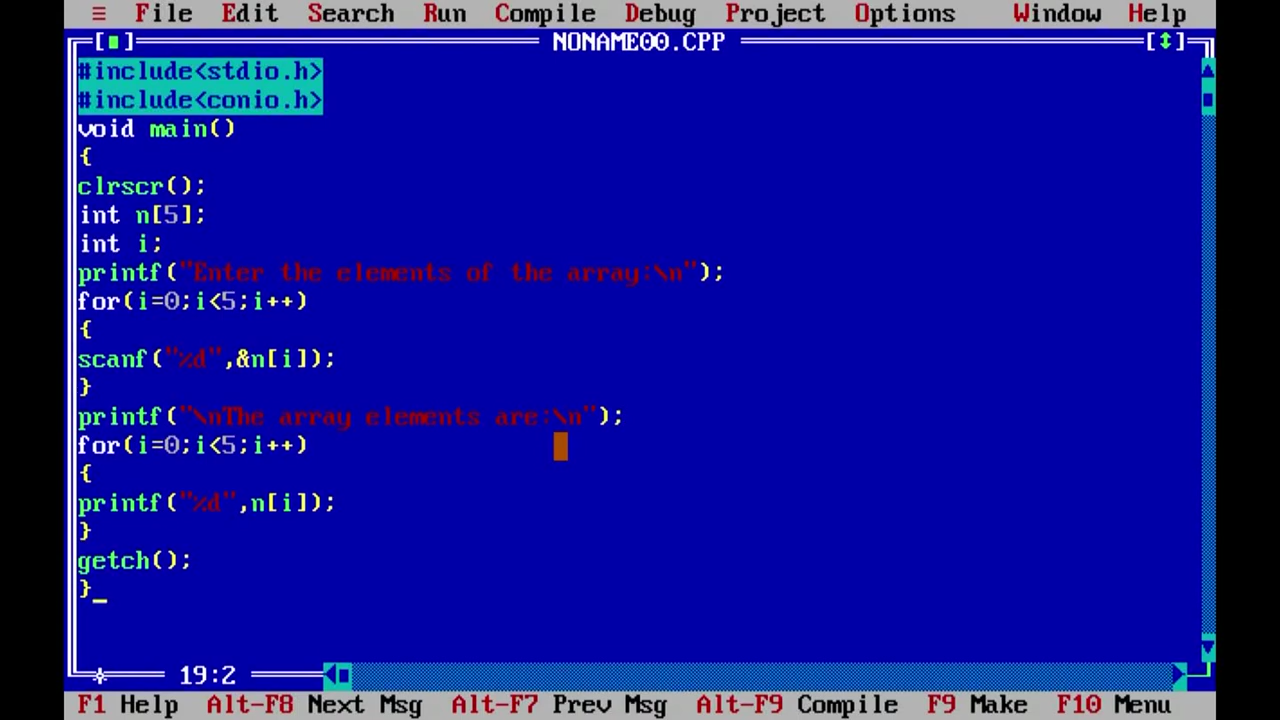 ≡ File Edit Search Run Compile Debug Project Options Window Help
[■] NONAME00.CPP [↕]
#include<stdio.h>
#include<conio.h>
void main()
{
clrscr();
int n[5];
int i;
printf("Enter the elements of the array:\n");
for(i=0;i<5;i++)
{
scanf("%d",&n[i]);
}
printf("\nThe array elements are:\n");
for(i=0;i<5;i++)
{
printf("%d",n[i]);
}
getch();
}
19:2
F1 Help Alt-F8 Next Msg Alt-F7 Prev Msg Alt-F9 Compile F9 Make F10 Menu